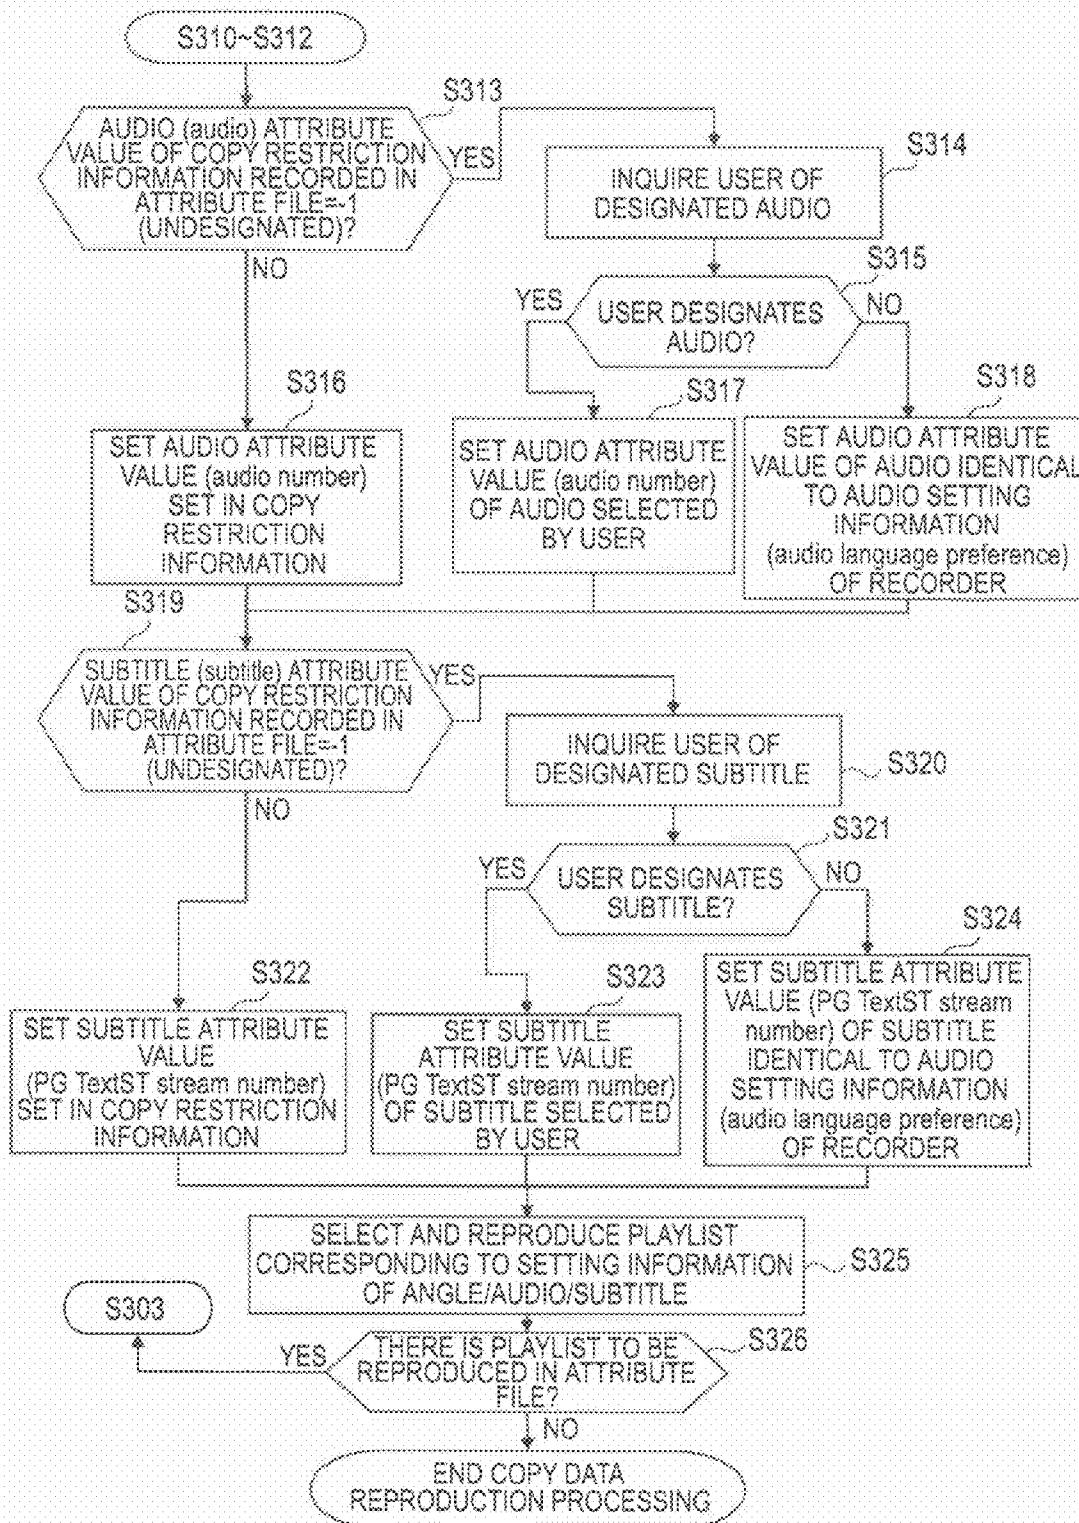 S310~S312
S313
AUDIO (audio) ATTRIBUTE
VALUE OF COPY RESTRICTION
INFORMATION RECORDED IN
ATTRIBUTE FILE=-1
(UNDESIGNATED)?
YES
NO
S314
INQUIRE USER OF
DESIGNATED AUDIO
S315
YES
USER DESIGNATES
AUDIO?
NO
S316
SET AUDIO ATTRIBUTE
VALUE (audio number)
SET IN COPY
RESTRICTION
INFORMATION
S317
SET AUDIO ATTRIBUTE
VALUE (audio number)
OF AUDIO SELECTED
BY USER
S318
SET AUDIO ATTRIBUTE
VALUE OF AUDIO IDENTICAL
TO AUDIO SETTING
INFORMATION
(audio language preference)
OF RECORDER
S319
SUBTITLE (subtitle) ATTRIBUTE
VALUE OF COPY RESTRICTION
INFORMATION RECORDED IN
ATTRIBUTE FILE=-1
(UNDESIGNATED)?
YES
NO
INQUIRE USER OF
DESIGNATED SUBTITLE
S320
S321
YES
USER DESIGNATES
SUBTITLE?
NO
S322
SET SUBTITLE ATTRIBUTE
VALUE
(PG TextST stream number)
SET IN COPY RESTRICTION
INFORMATION
S323
SET SUBTITLE
ATTRIBUTE VALUE
(PG TextST stream number)
OF SUBTITLE SELECTED
BY USER
S324
SET SUBTITLE ATTRIBUTE
VALUE (PG TextST stream
number) OF SUBTITLE
IDENTICAL TO AUDIO
SETTING INFORMATION
(audio language preference)
OF RECORDER
SELECT AND REPRODUCE PLAYLIST
CORRESPONDING TO SETTING INFORMATION
OF ANGLE/AUDIO/SUBTITLE
S325
S303
YES
THERE IS PLAYLIST TO BE
REPRODUCED IN ATTRIBUTE
FILE?
S326
NO
END COPY DATA
REPRODUCTION PROCESSING